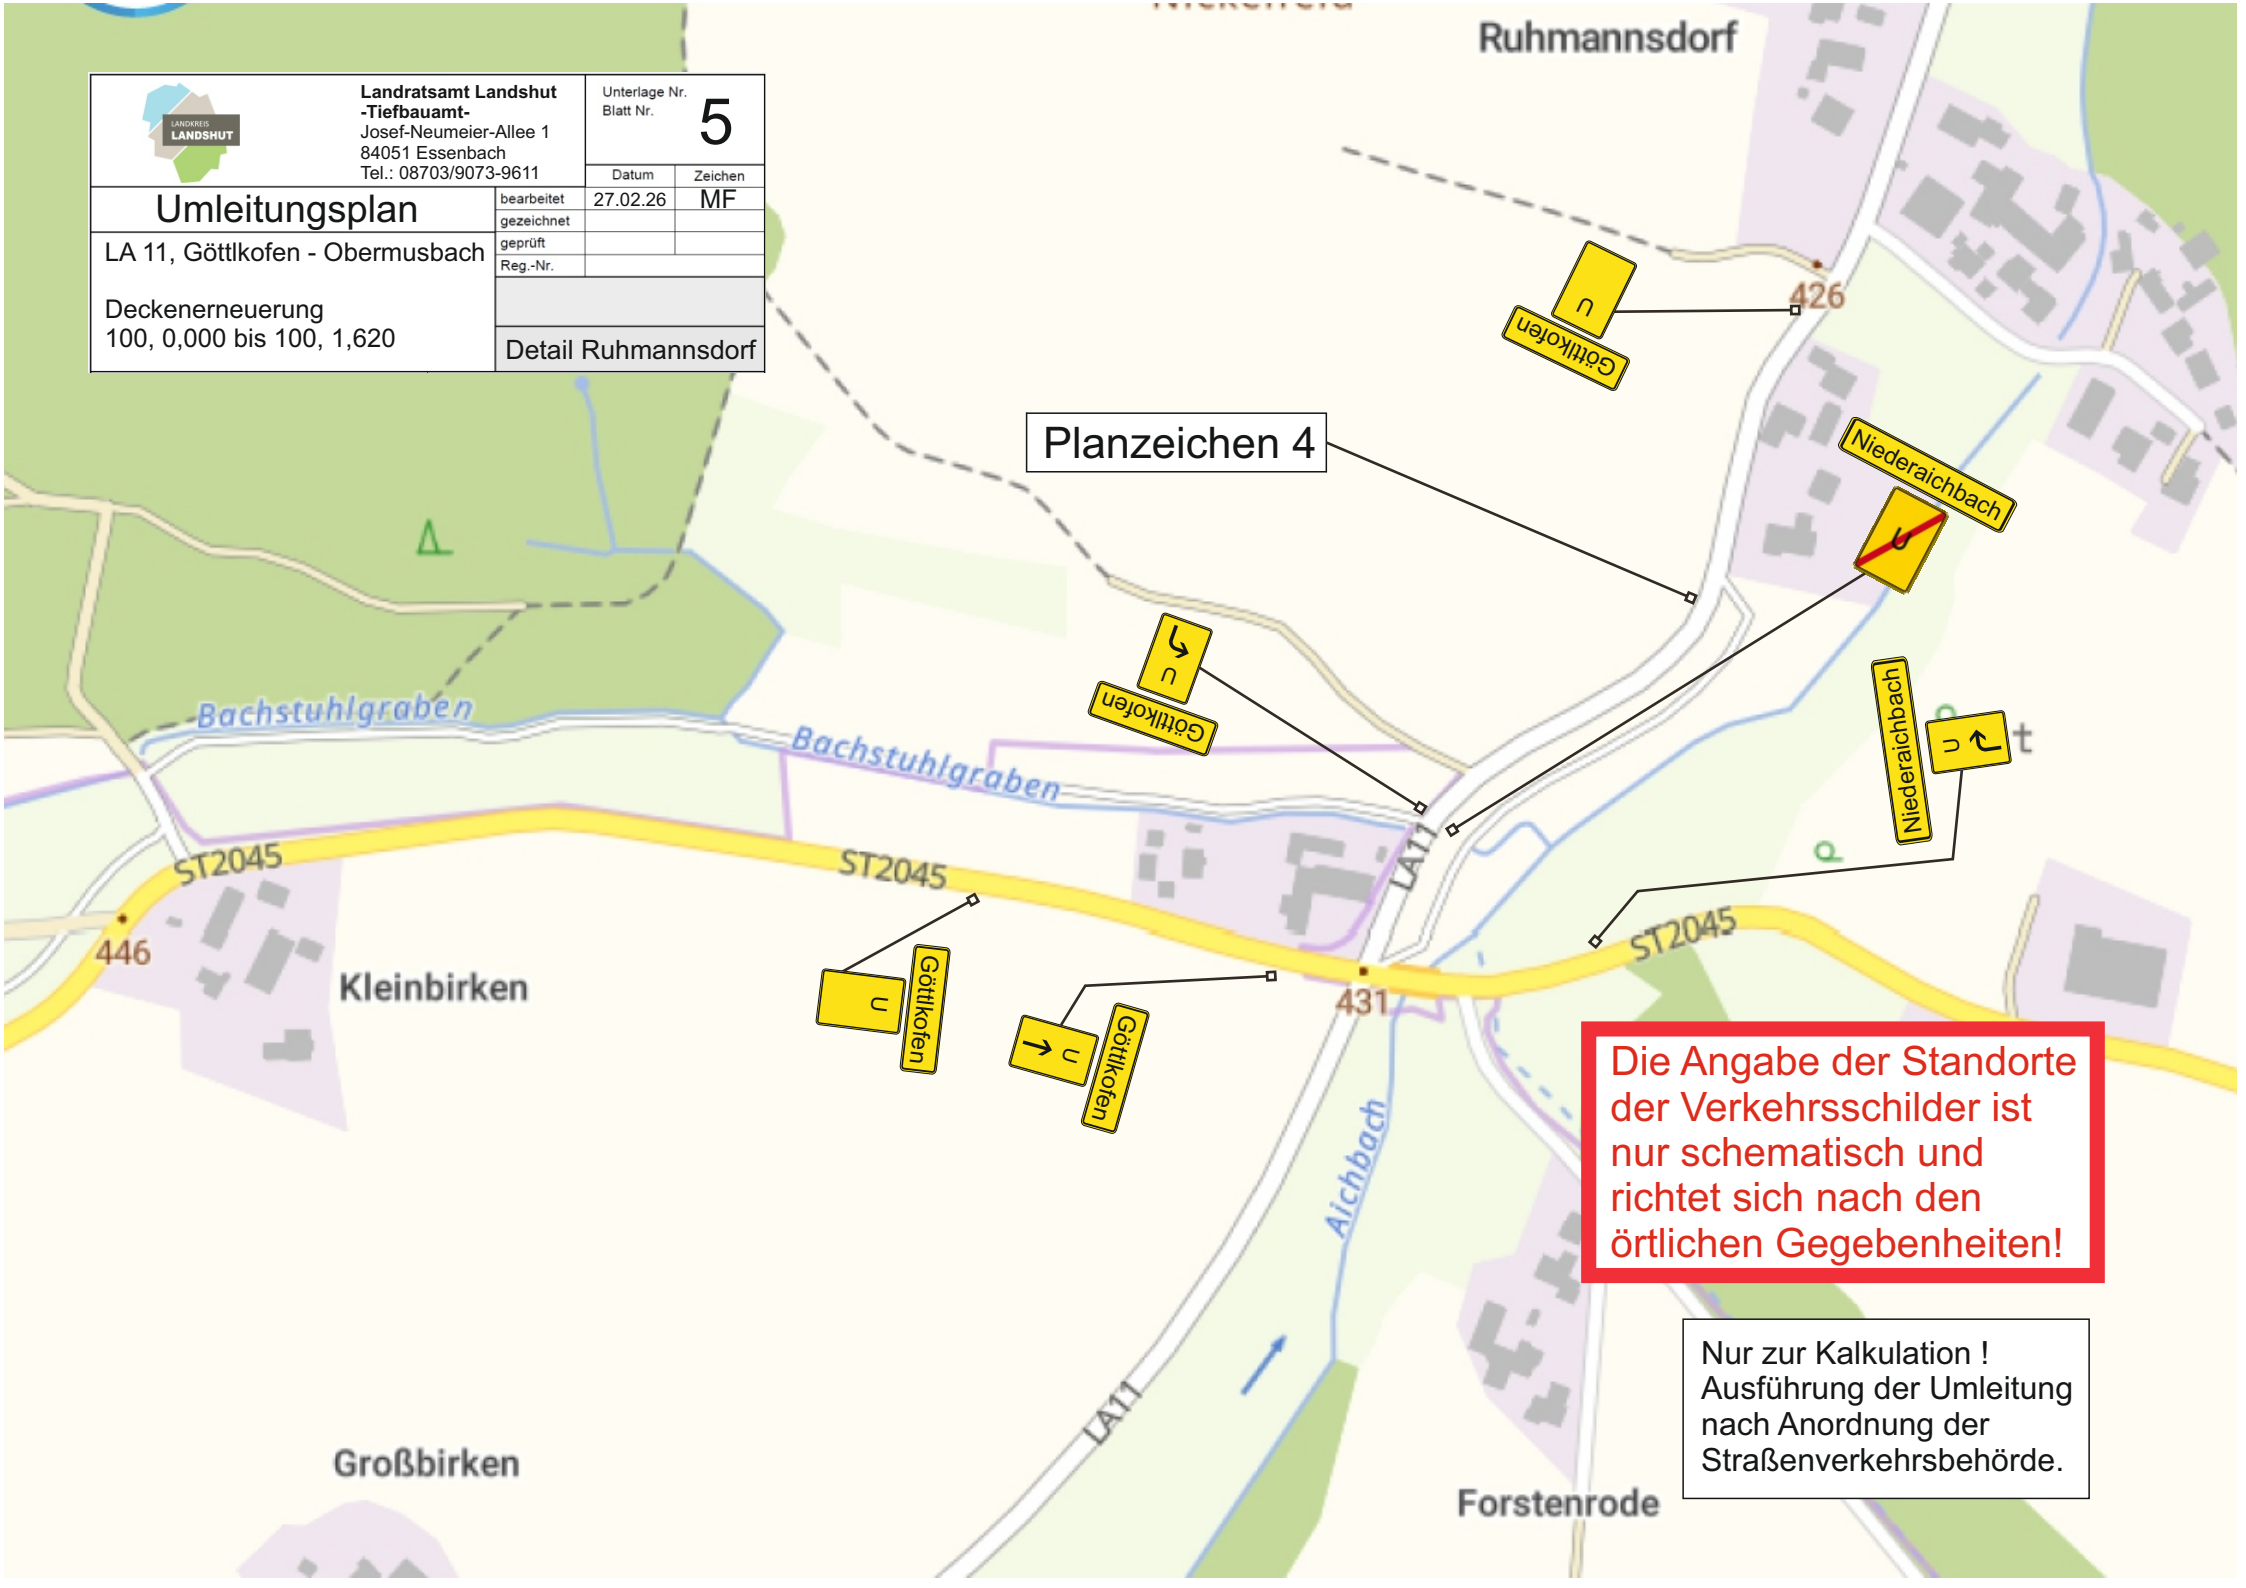 Ruhmannsdorf
LANDKREIS
LANDSHUT
Landratsamt Landshut
-Tiefbauamt-
Josef-Neumeier-Allee 1
84051 Essenbach
Tel.: 08703/9073-9611
Unterlage Nr.
Blatt Nr.
5
Datum
Zeichen
Umleitungsplan
bearbeitet
27.02.26
MF
gezeichnet
geprüft
Reg.-Nr.
LA 11, Göttlkofen - Obermusbach
Deckenerneuerung
100, 0,000 bis 100, 1,620
Detail Ruhmannsdorf
426
U
Göttlkofen
Planzeichen 4
Niederaichbach
U
U
Göttlkofen
Niederaichbach
U
t
Bachstuhlgraben
Bachstuhlgraben
ST2045
ST2045
LA11
ST2045
446
Kleinbirken
U
Göttlkofen
U
Göttlkofen
431
Aichbach
Die Angabe der Standorte
der Verkehrsschilder ist
nur schematisch und
richtet sich nach den
örtlichen Gegebenheiten!
Nur zur Kalkulation !
Ausführung der Umleitung
nach Anordnung der
Straßenverkehrsbehörde.
LA11
Großbirken
Forstenrode